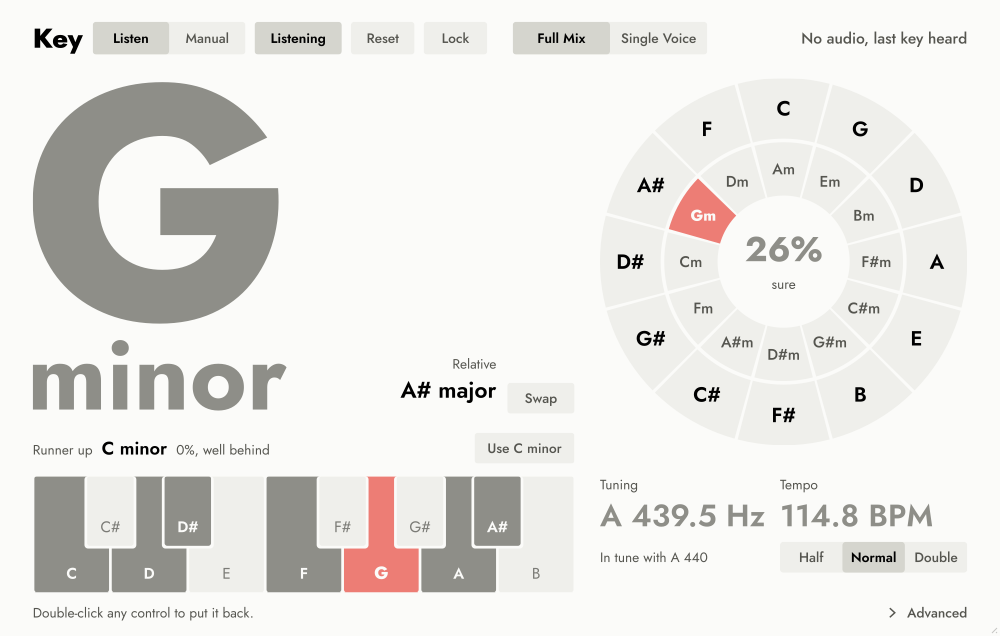 Key Listen Manual Listening Reset Lock Full Mix Single Voice No audio, last key heard
G
minor
Relative
A# major Swap
Runner up C minor 0%, well behind Use C minor
C# D# F# G# A#
C D E F G A B
Double-click any control to put it back.
C
F G
A# D
D# A
G# E
C# B
F#
Am
Dm Em
Gm Bm
Cm F#m
Fm C#m
A#m G#m
D#m
26%
sure
Tuning Tempo
A 439.5 Hz 114.8 BPM
In tune with A 440 Half Normal Double
Advanced